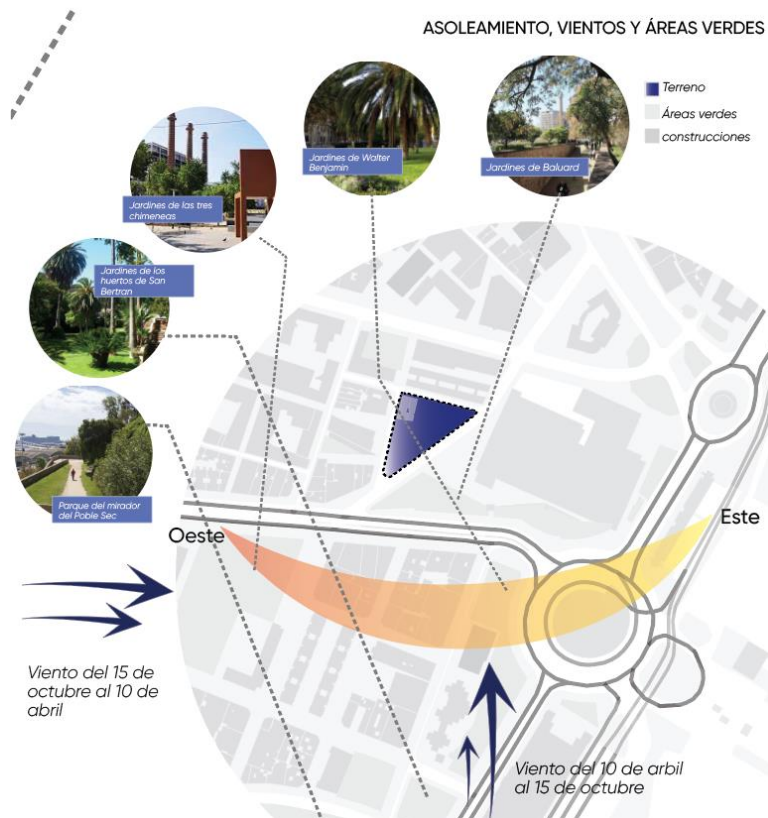 ASOLEAMIENTO, VIENTOS Y ÁREAS VERDES
Terreno
Áreas verdes
construcciones
Jardines de Walter
Benjamin
Jardines de Baluard
Jardines de las tres
chimeneas
Jardines de los
huertos de San
Bertran
Parque del mirador
del Poble Sec
Oeste
Este
Viento del 15 de
octubre al 10 de
abril
Viento del 10 de arbil
al 15 de octubre